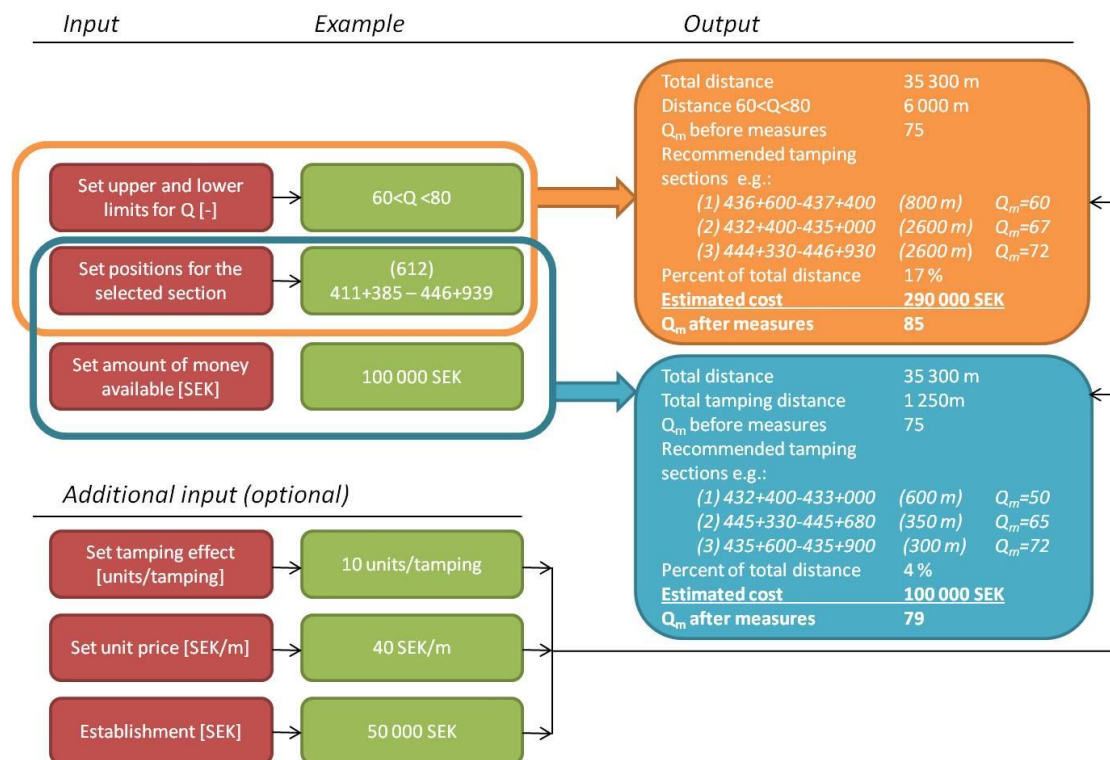 Input Example Output
Set upper and lower
limits for Q [-]
60<Q <80
Set positions for the
selected section
(612)
411+385 – 446+939
Set amount of money
available [SEK]
100 000 SEK
Total distance 35 300 m
Distance 60<Q<80 6 000 m
Qm before measures 75
Recommended tamping
sections e.g.:
(1) 436+600-437+400 (800 m) Qm=60
(2) 432+400-435+000 (2600 m) Qm=67
(3) 444+330-446+930 (2600 m) Qm=72
Percent of total distance 17 %
Estimated cost 290 000 SEK
Qm after measures 85
Total distance 35 300 m
Total tamping distance 1 250m
Qm before measures 75
Recommended tamping
sections e.g.:
(1) 432+400-433+000 (600 m) Qm=50
(2) 445+330-445+680 (350 m) Qm=65
(3) 435+600-435+900 (300 m) Qm=72
Percent of total distance 4 %
Estimated cost 100 000 SEK
Qm after measures 79
Additional input (optional)
Set tamping effect
[units/tamping]
10 units/tamping
Set unit price [SEK/m]
40 SEK/m
Establishment [SEK]
50 000 SEK